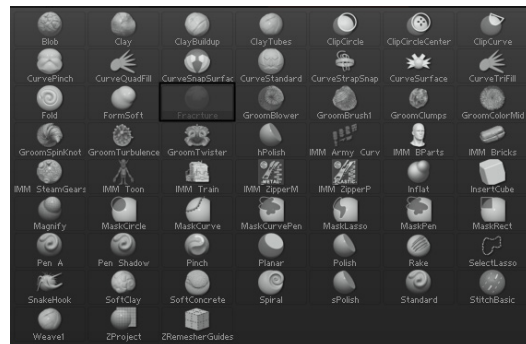 Blob Clay ClayBuildup ClayTubes ClipCircle ClipCircleCenter ClipCurve
CurvePinch CurveQuadFill CurveSnapSurfac CurveStandard CurveStrapSnap CurveSurface CurveTriFill
Fold FormSoft Fracrture GroomBlower GroomBrush1 GroomClumps GroomColorMid
GroomSpinKnot GroomTurbulence GroomTwister hPolish IMM Army Curv IMM BParts IMM Bricks
IMM SteamGears IMM Toon IMM Train IMM ZipperM IMM ZipperP Inflat InsertCube
Magnify MaskCircle MaskCurve MaskCurvePen MaskLasso MaskPen MaskRect
Pen A Pen Shadow Pinch Planar Polish Rake SelectLasso
SnakeHook SoftClay SoftConcrete Spiral sPolish Standard StitchBasic
Weave1 ZProject ZRemesherGuides